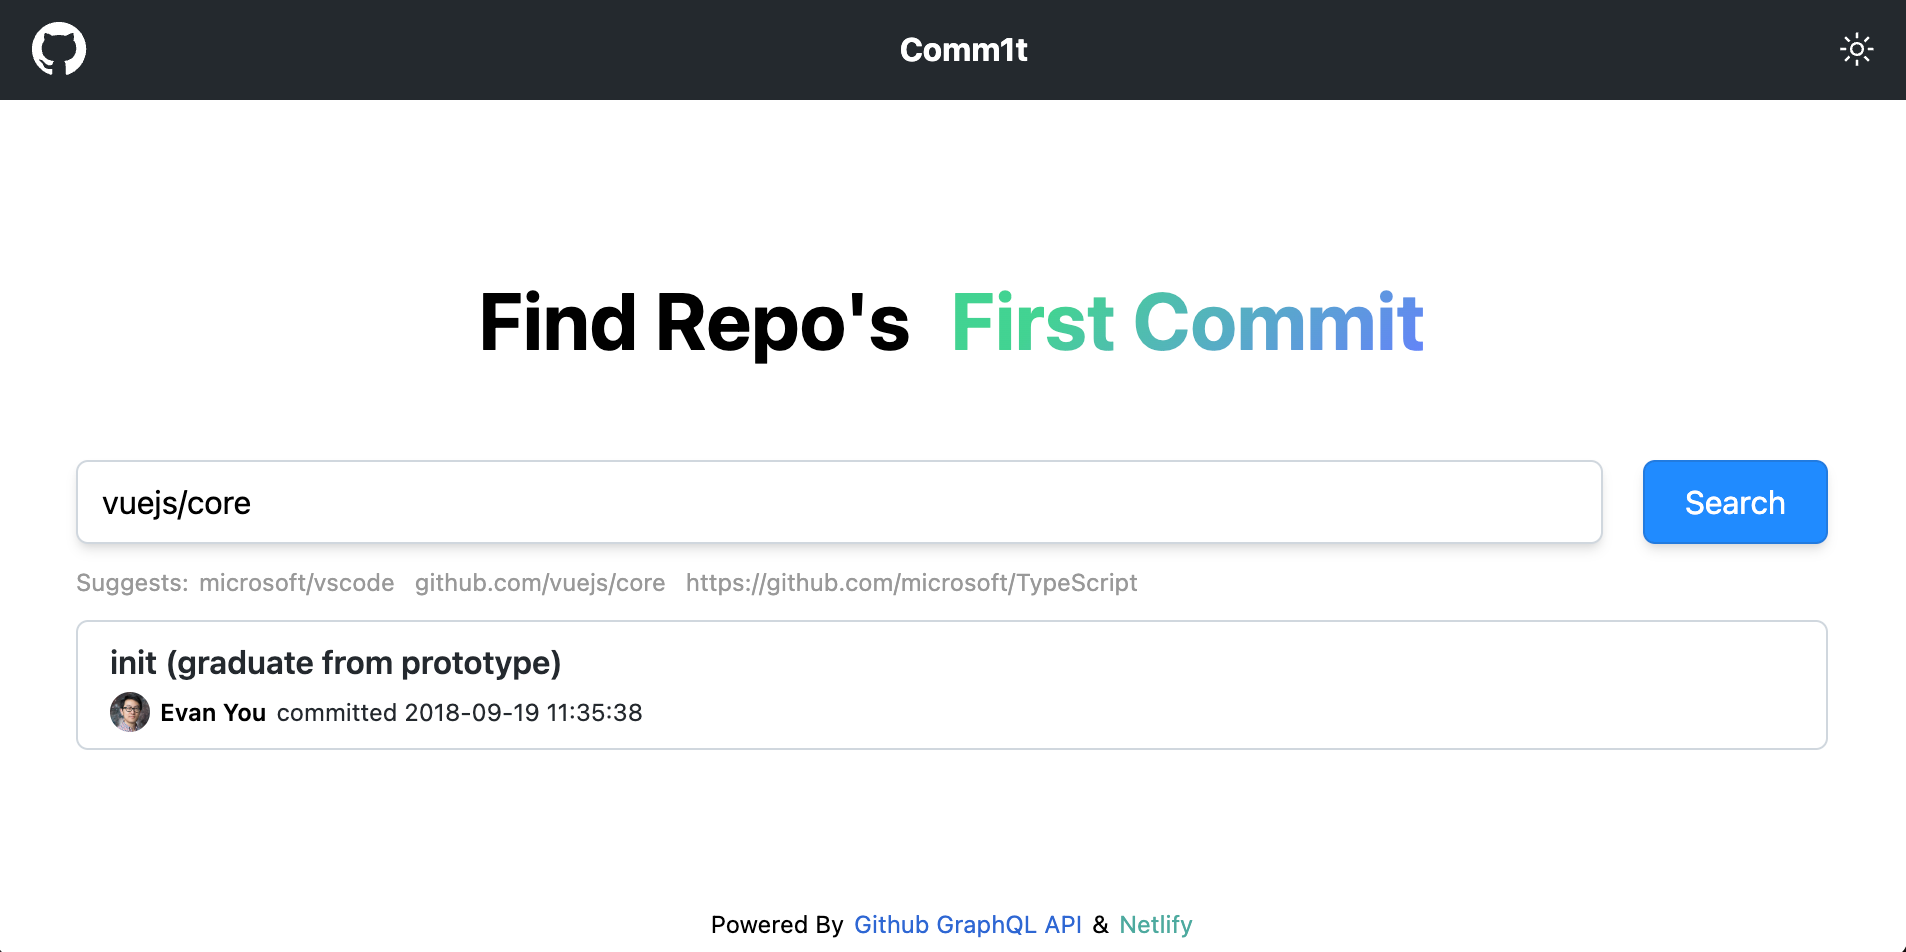 Comm1t
Find Repo's First Commit
vuejs/core
Search
Suggests: microsoft/vscode github.com/vuejs/core https://github.com/microsoft/TypeScript
init (graduate from prototype)
Evan You committed 2018-09-19 11:35:38
Powered By Github GraphQL API & Netlify